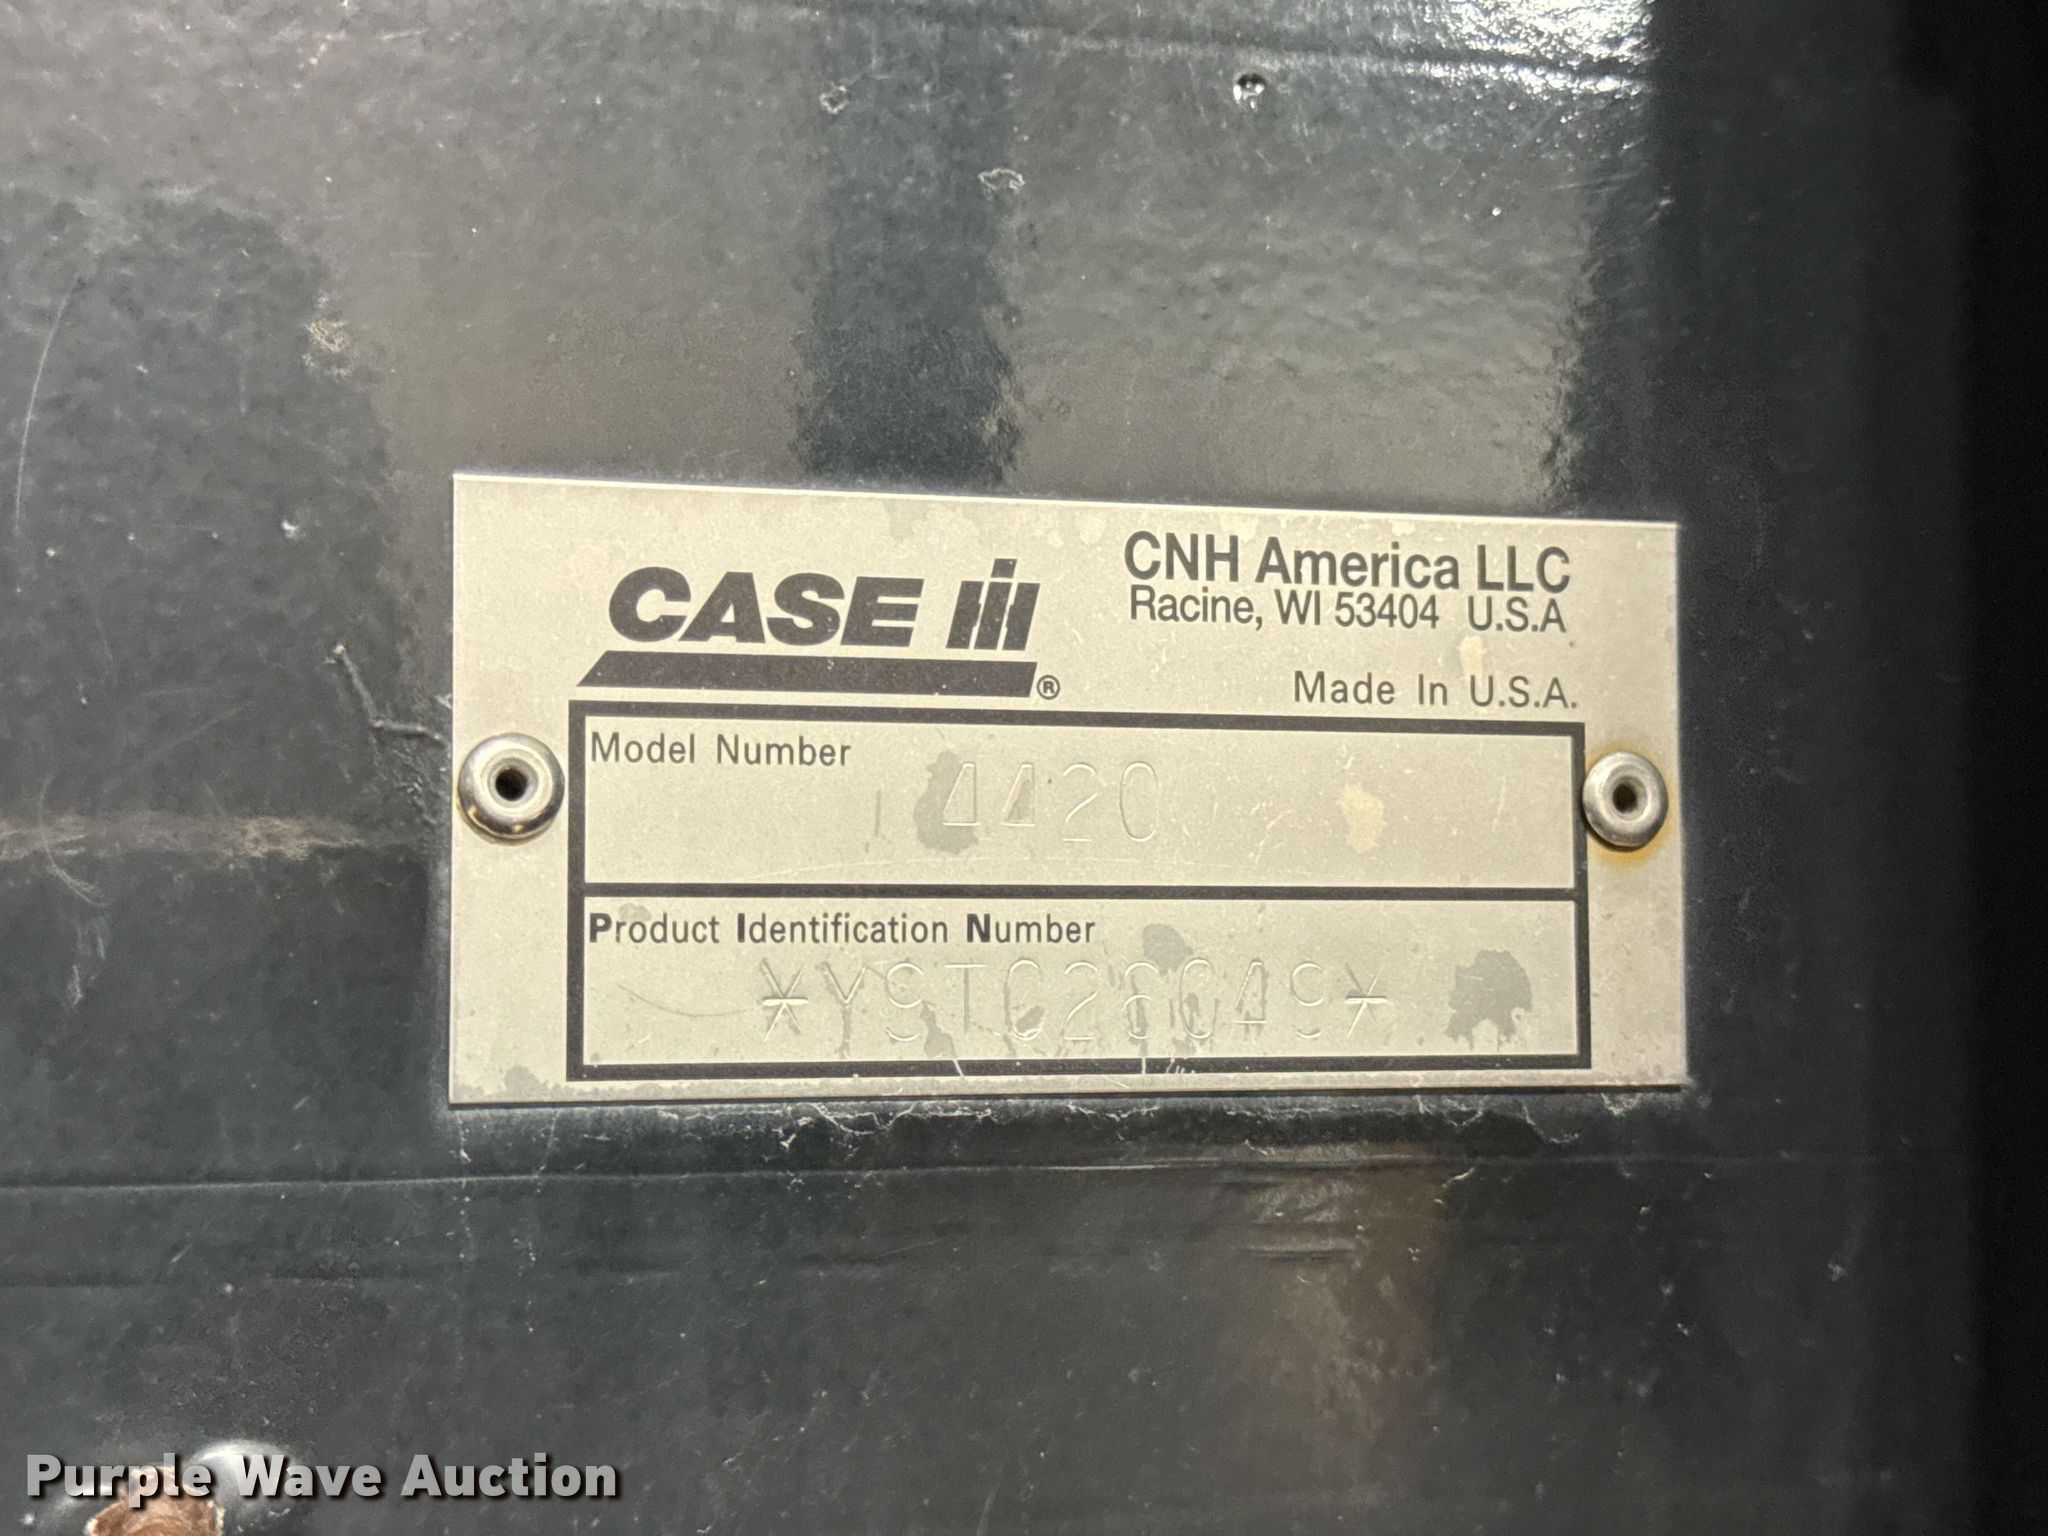 CASE IH®
CNH America LLC
Racine, WI 53404 U.S.A
Made In U.S.A.
Model Number
4420
Product Identification Number
Purple Wave Auction